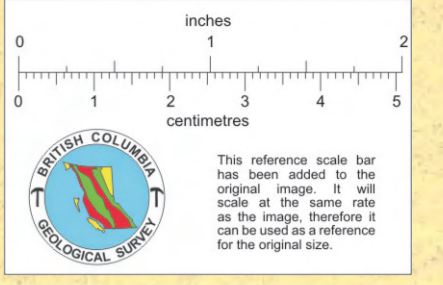 inches
0 1 2
0 1 2 3 4 5
centimetres
BRITISH COLUMBIA
GEOLOGICAL SURVEY
This reference scale bar
has been added to the
original image. It will
scale at the same rate
as the image, therefore it
can be used as a reference
for the original size.